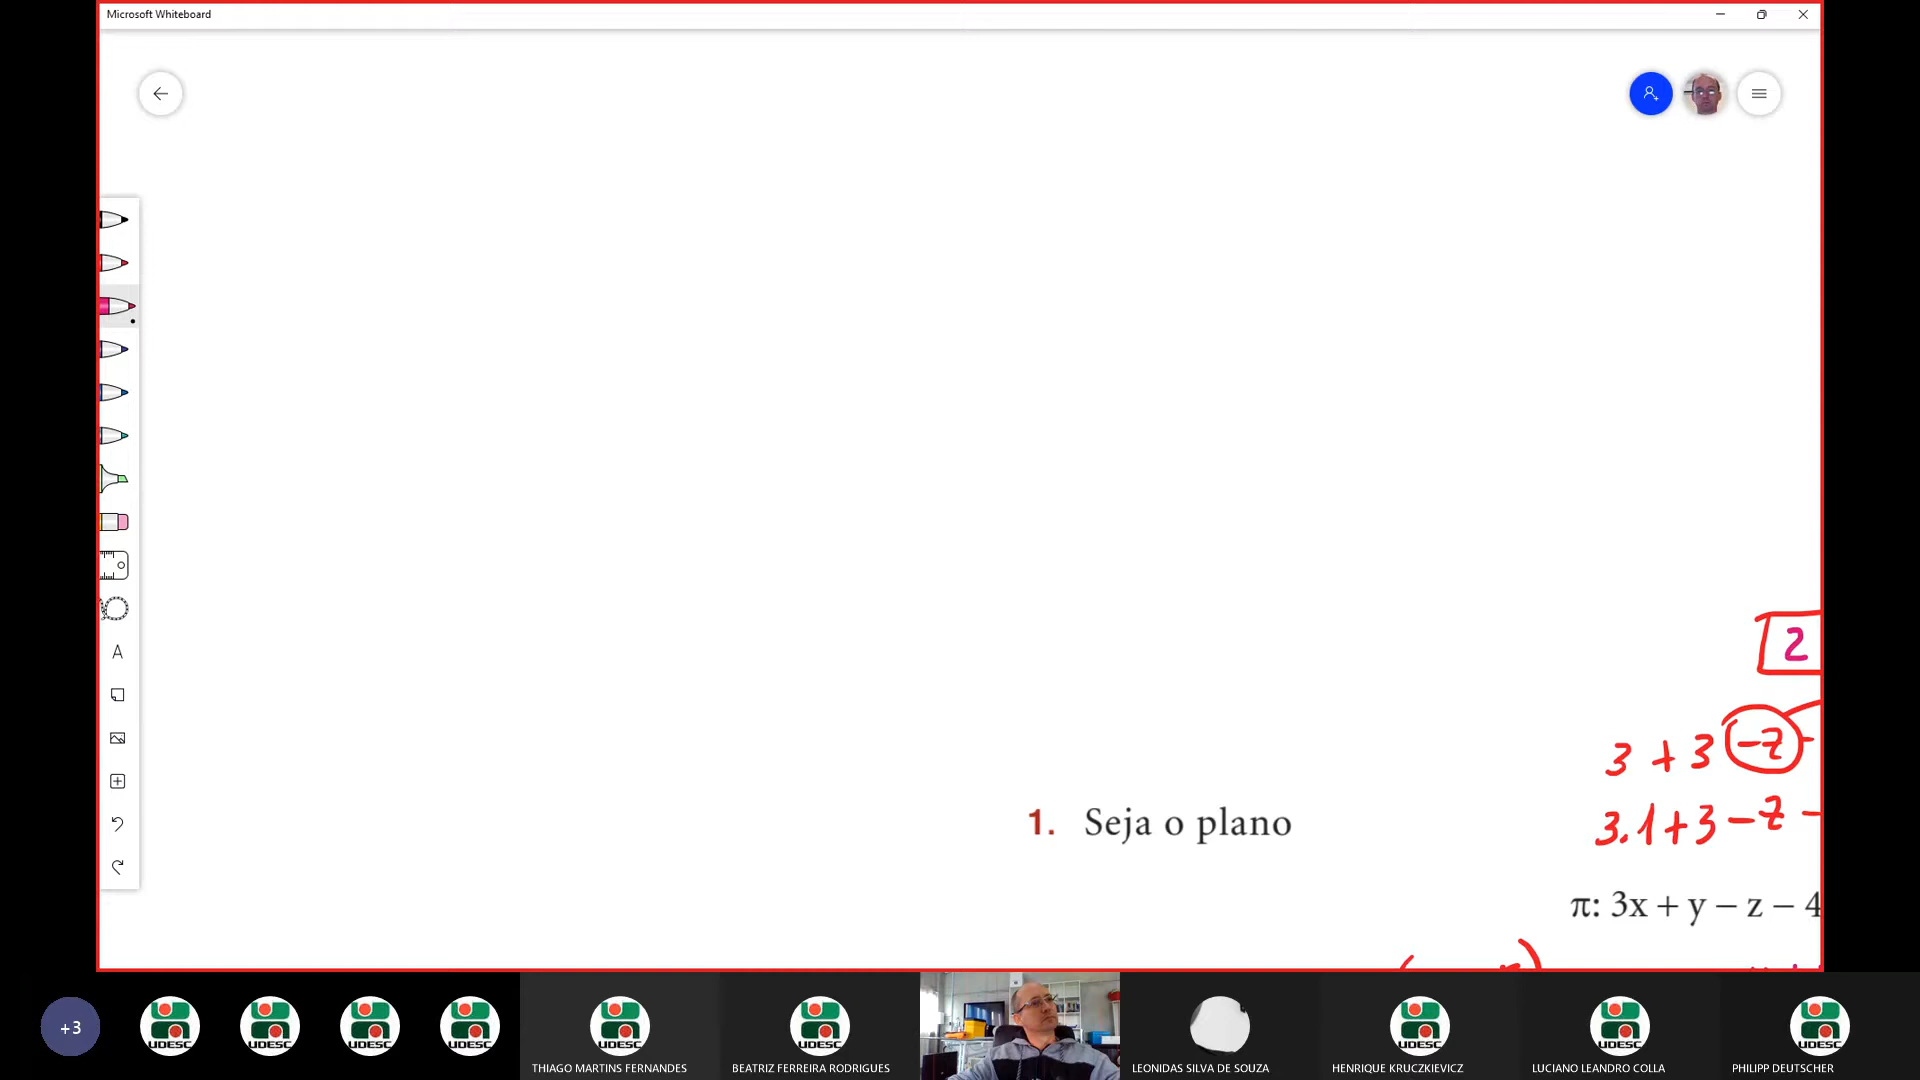 Microsoft Whiteboard
A
2
3 + 3 -z -
3.1+3 -z -
1. Seja o plano
π: 3x + y − z − 4
+3
UDESC
UDESC
UDESC
UDESC
UDESC
UDESC
UDESC
UDESC
UDESC
THIAGO MARTINS FERNANDES
BEATRIZ FERREIRA RODRIGUES
LEONIDAS SILVA DE SOUZA
HENRIQUE KRUCZKIEVICZ
LUCIANO LEANDRO COLLA
PHILIPP DEUTSCHER